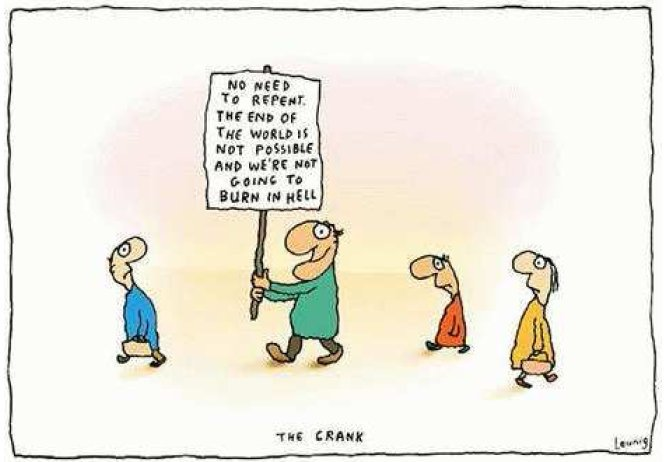 NO NEED
TO REPENT.
THE END OF
THE WORLD IS
NOT POSSIBLE
AND WE'RE NOT
GOING TO
BURN IN HELL
THE CRANK
Leunig